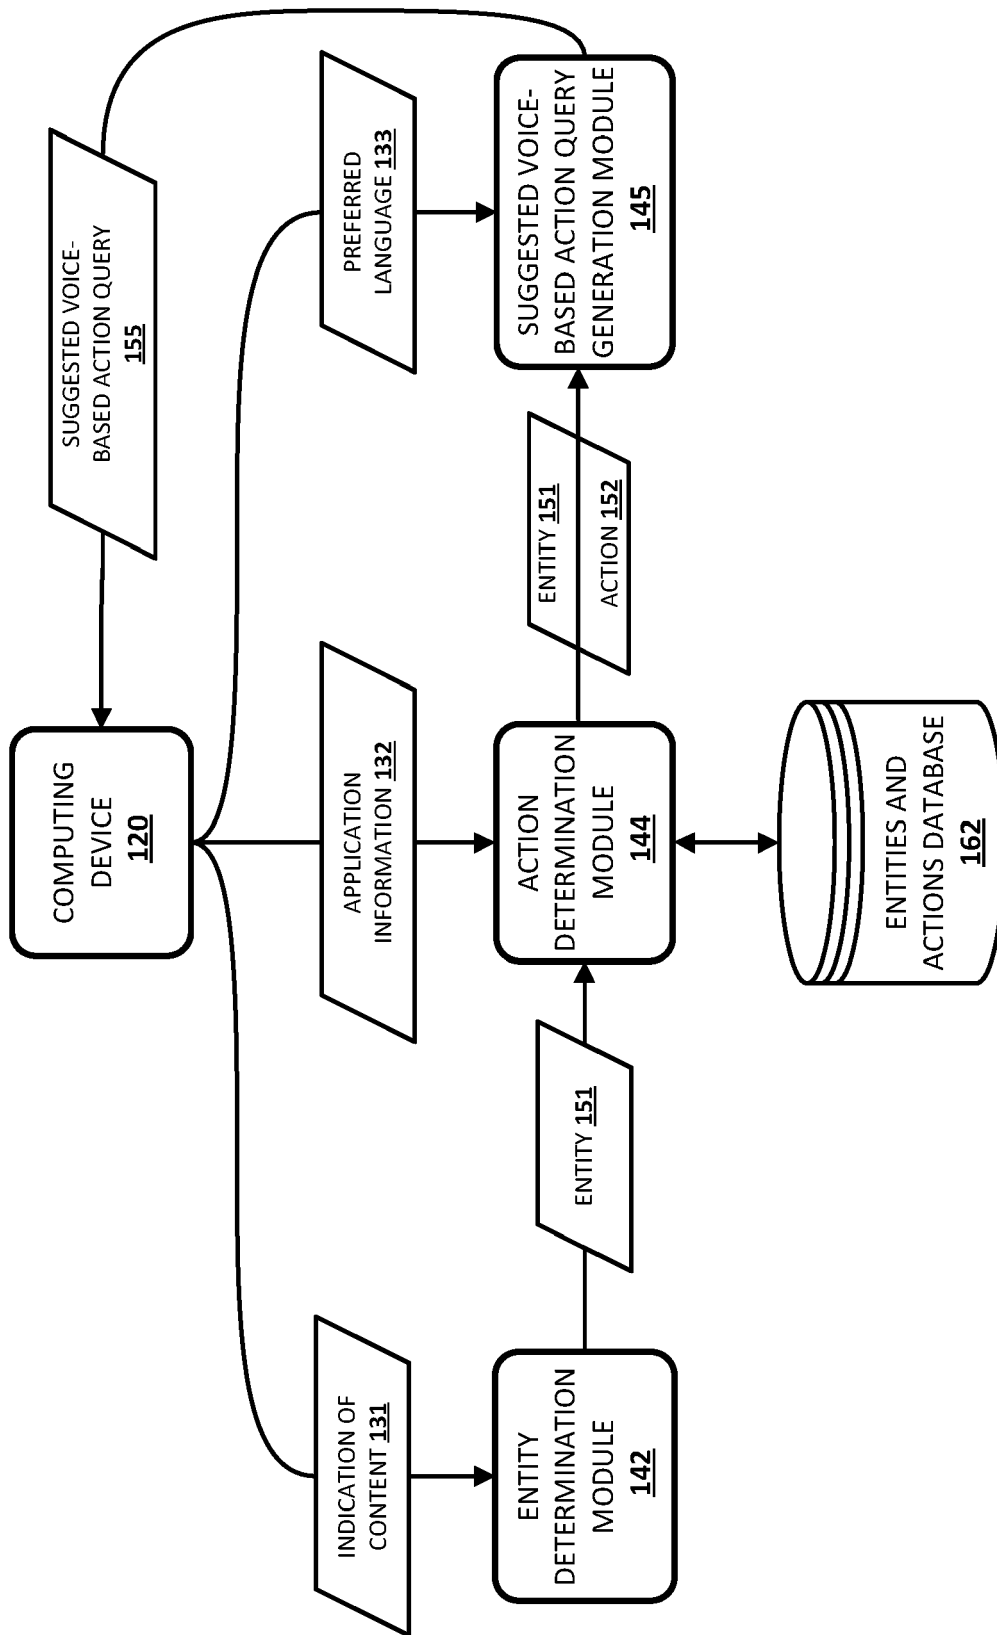 COMPUTING
DEVICE
120
SUGGESTED VOICE-
BASED ACTION QUERY
155
INDICATION OF
CONTENT 131
APPLICATION
INFORMATION 132
PREFERRED
LANGUAGE 133
ENTITY
DETERMINATION
MODULE
142
ENTITY 151
ACTION
DETERMINATION
MODULE
144
ENTITY 151
ACTION 152
SUGGESTED VOICE-
BASED ACTION QUERY
GENERATION MODULE
145
ENTITIES AND
ACTIONS DATABASE
162